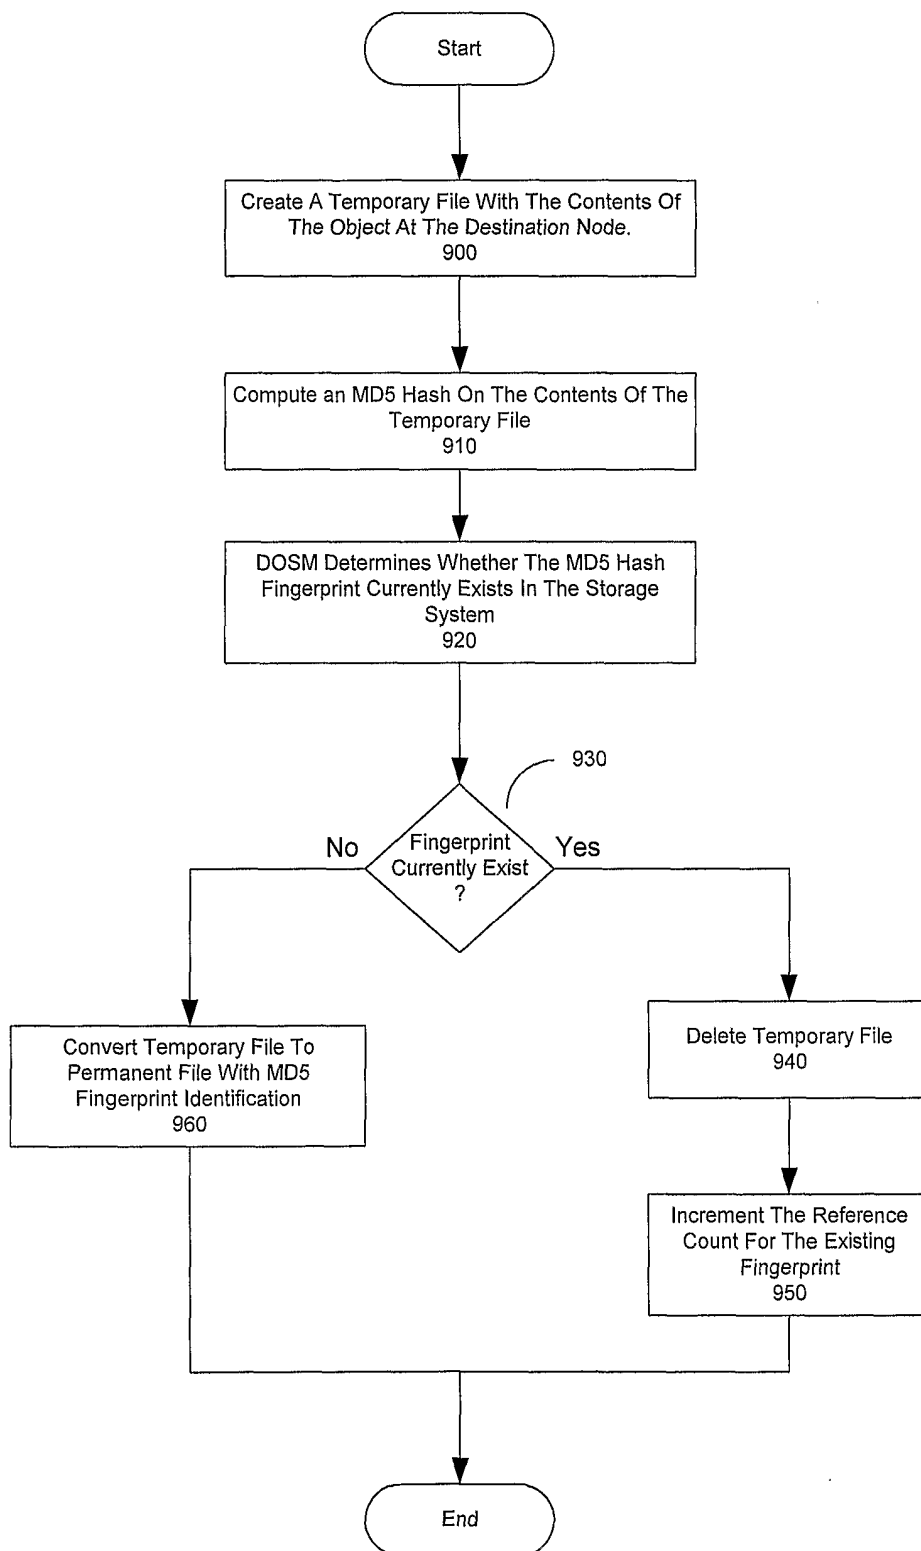 Start
Create A Temporary File With The Contents Of
The Object At The Destination Node.
900
Compute an MD5 Hash On The Contents Of The
Temporary File
910
DOSM Determines Whether The MD5 Hash
Fingerprint Currently Exists In The Storage
System
920
930
No
Fingerprint
Currently Exist
?
Yes
Convert Temporary File To
Permanent File With MD5
Fingerprint Identification
960
Delete Temporary File
940
Increment The Reference
Count For The Existing
Fingerprint
950
End